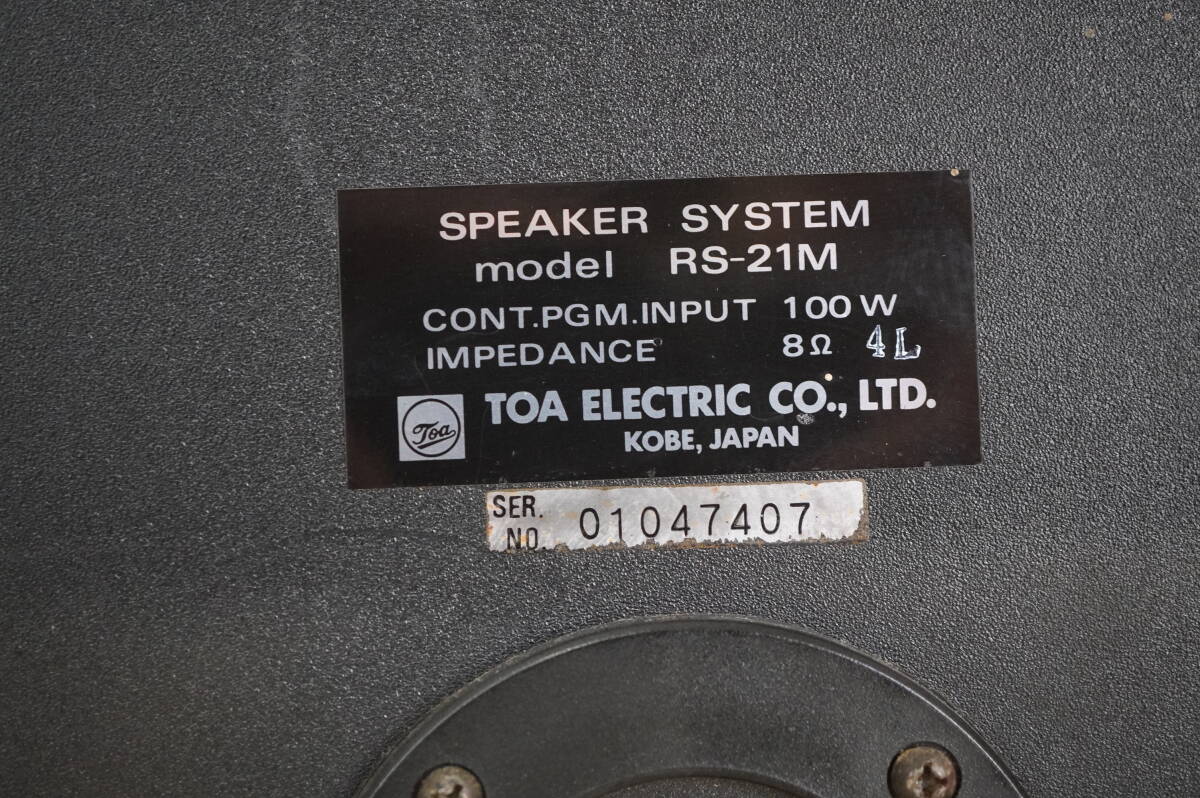 SPEAKER SYSTEM
model RS-21M
CONT.PGM.INPUT 100 W
IMPEDANCE 8Ω 4L
Toa TOA ELECTRIC CO., LTD.
KOBE, JAPAN
SER. NO. 01047407